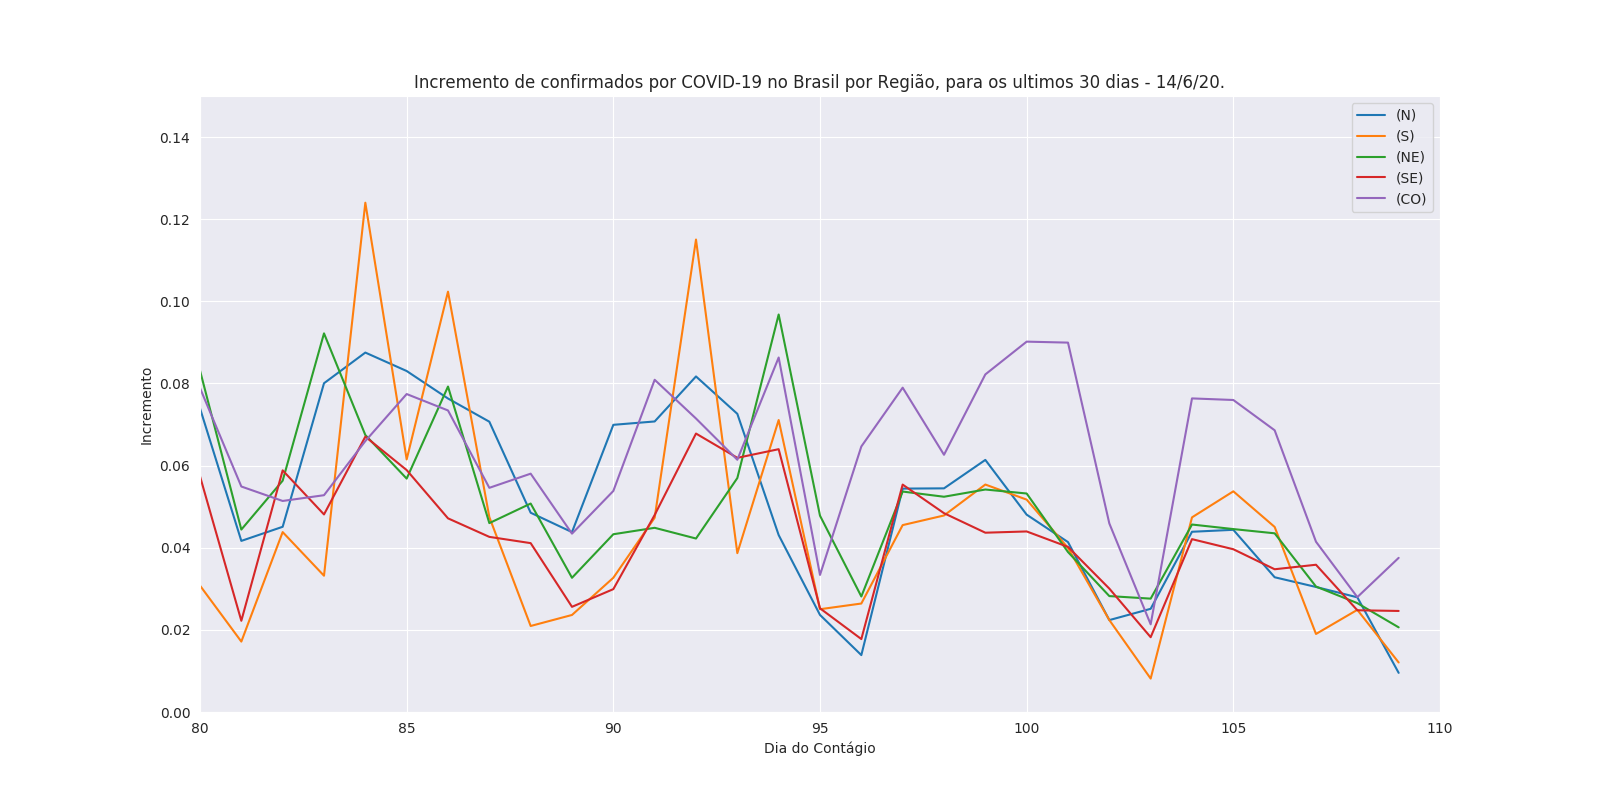 Incremento de confirmados por COVID-19 no Brasil por Região, para os ultimos 30 dias - 14/6/20.
(N)
(S)
(NE)
(SE)
(CO)
Incremento
0.14
0.12
0.10
0.08
0.06
0.04
0.02
0.00
80 85 90 95 100 105 110
Dia do Contágio